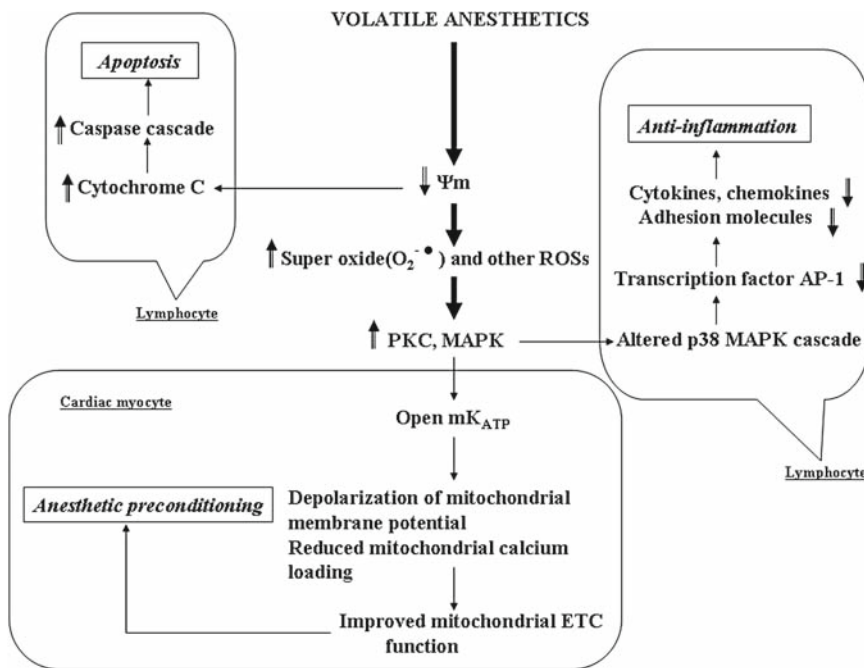 VOLATILE ANESTHETICS
Apoptosis
⇑ Caspase cascade
⇑ Cytochrome C
Lymphocyte
⇓ Ψm
⇑ Super oxide(O₂⁻•) and other ROSs
⇑ PKC, MAPK
Anti-inflammation
Cytokines, chemokines ⇓
Adhesion molecules ⇓
Transcription factor AP-1 ⇓
Altered p38 MAPK cascade
Lymphocyte
Cardiac myocyte
Open mK_ATP
Anesthetic preconditioning
Depolarization of mitochondrial
membrane potential
Reduced mitochondrial calcium
loading
Improved mitochondrial ETC
function